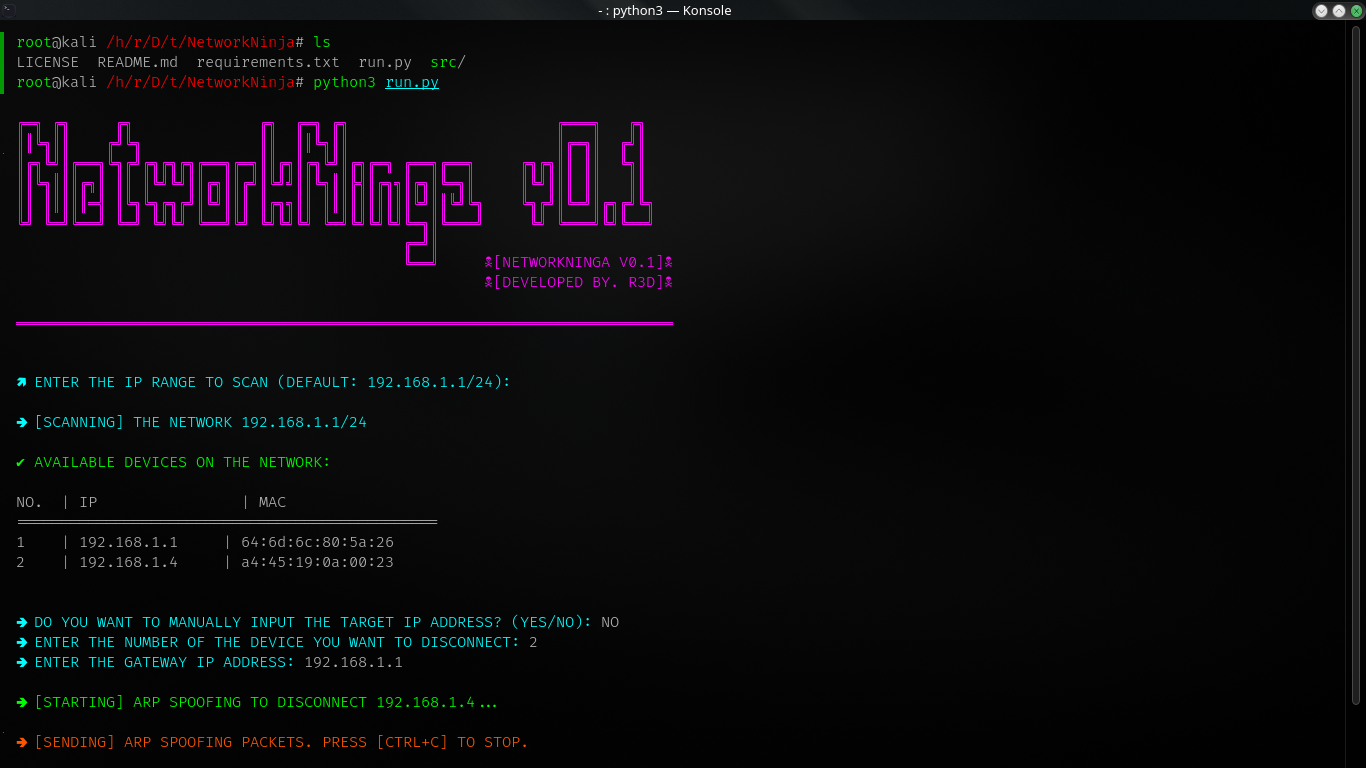 - : python3 — Konsole
root@kali /h/r/D/t/NetworkNinja# ls
LICENSE README.md requirements.txt run.py src/
root@kali /h/r/D/t/NetworkNinja# python3 run.py
NetworkNinga v0.1
☠[NETWORKNINGA V0.1]☠
☠[DEVELOPED BY. R3D]☠
🡽 ENTER THE IP RANGE TO SCAN (DEFAULT: 192.168.1.1/24):
➔ [SCANNING] THE NETWORK 192.168.1.1/24
✔ AVAILABLE DEVICES ON THE NETWORK:
NO. | IP | MAC
1 | 192.168.1.1 | 64:6d:6c:80:5a:26
2 | 192.168.1.4 | a4:45:19:0a:00:23
➔ DO YOU WANT TO MANUALLY INPUT THE TARGET IP ADDRESS? (YES/NO): NO
➔ ENTER THE NUMBER OF THE DEVICE YOU WANT TO DISCONNECT: 2
➔ ENTER THE GATEWAY IP ADDRESS: 192.168.1.1
➔ [STARTING] ARP SPOOFING TO DISCONNECT 192.168.1.4...
➔ [SENDING] ARP SPOOFING PACKETS. PRESS [CTRL+C] TO STOP.